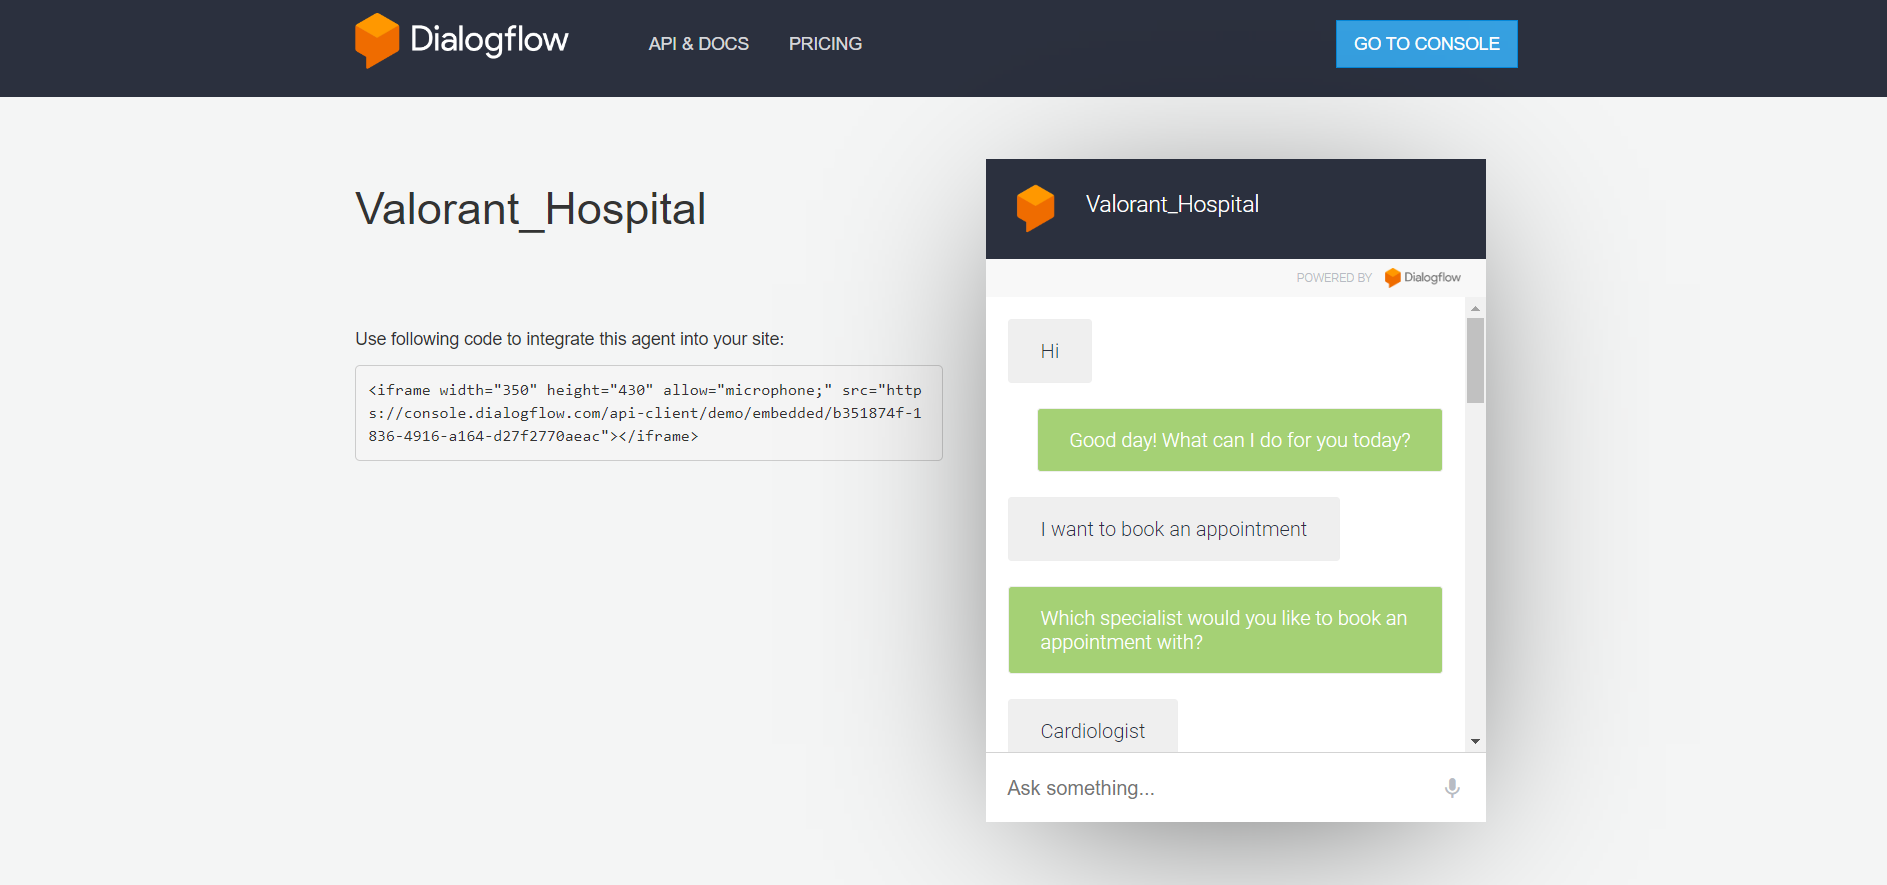 Dialogflow
API & DOCS
PRICING
GO TO CONSOLE
Valorant_Hospital
Use following code to integrate this agent into your site:
<iframe width="350" height="430" allow="microphone;" src="http
s://console.dialogflow.com/api-client/demo/embedded/b351874f-1
836-4916-a164-d27f2770aeac"></iframe>
Valorant_Hospital
POWERED BY Dialogflow
Hi
Good day! What can I do for you today?
I want to book an appointment
Which specialist would you like to book an
appointment with?
Cardiologist
Ask something...